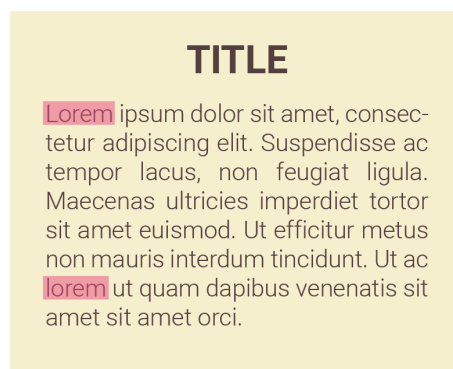 TITLE
Lorem ipsum dolor sit amet, consec-
tetur adipiscing elit. Suspendisse ac
tempor lacus, non feugiat ligula.
Maecenas ultricies imperdiet tortor
sit amet euismod. Ut efficitur metus
non mauris interdum tincidunt. Ut ac
lorem ut quam dapibus venenatis sit
amet sit amet orci.